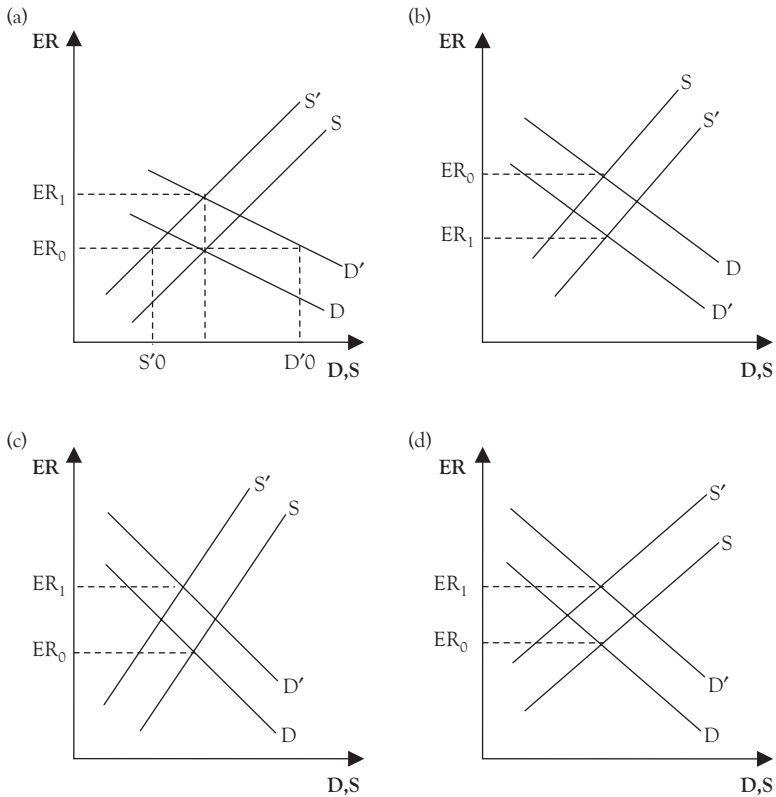 (a)
ER
S′
S
ER₁
ER₀
D′
D
S′0
D′0
D,S
(b)
ER
S
S′
ER₀
ER₁
D
D′
D,S
(c)
ER
S′
S
ER₁
ER₀
D′
D
D,S
(d)
ER
S′
S
ER₁
ER₀
D′
D
D,S